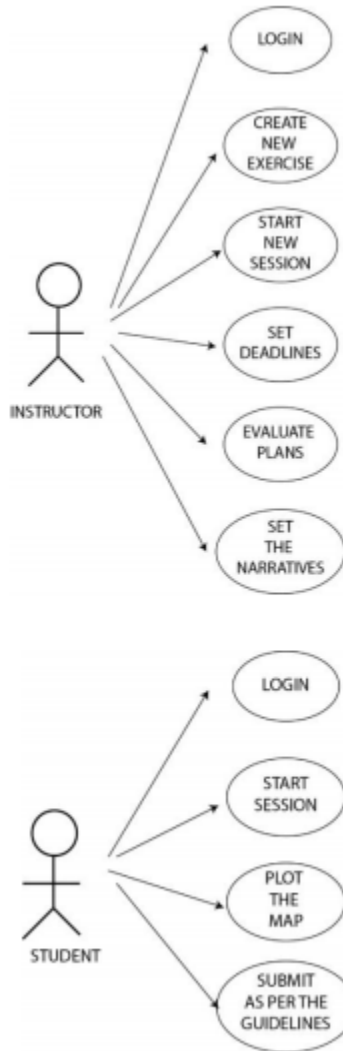 LOGIN
CREATE
NEW
EXERCISE
START
NEW
SESSION
SET
DEADLINES
INSTRUCTOR
EVALUATE
PLANS
SET
THE
NARRATIVES
LOGIN
START
SESSION
PLOT
THE
MAP
STUDENT
SUBMIT
AS PER THE
GUIDELINES